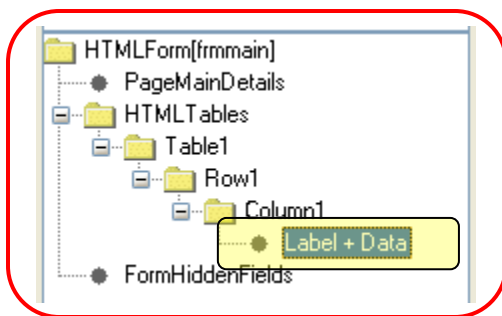 HTMLForm[frmmain]
PageMainDetails
HTMLTables
Table1
Row1
Column1
Label + Data
FormHiddenFields